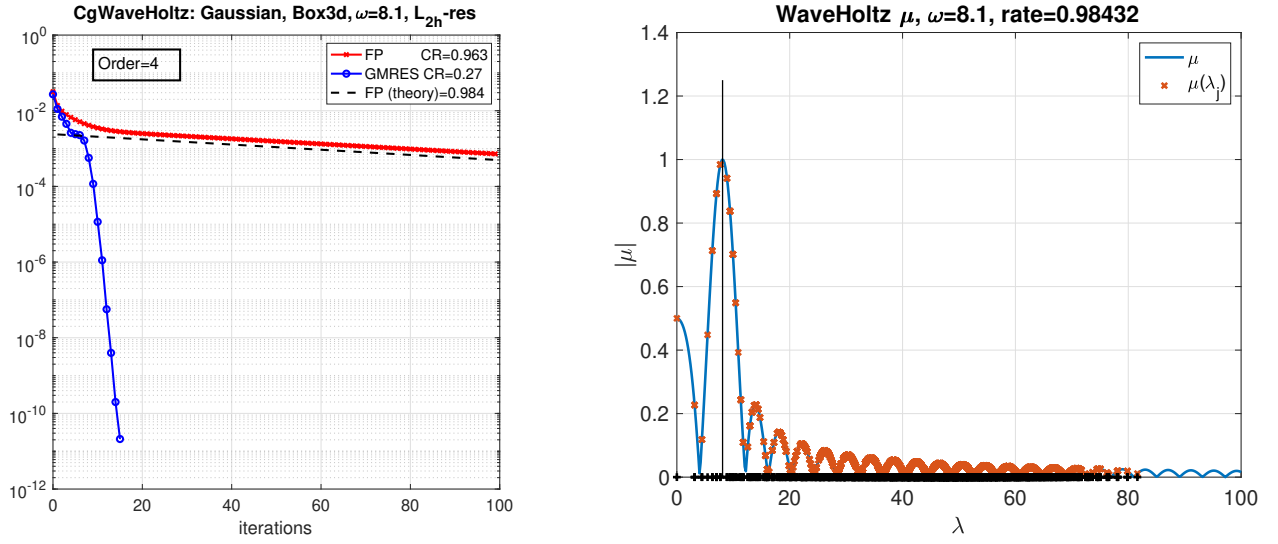 CgWaveHoltz: Gaussian, Box3d, ω=8.1, L_{2h}-res
10^0
10^{-2}
10^{-4}
10^{-6}
10^{-8}
10^{-10}
10^{-12}
Order=4
FP CR=0.963
GMRES CR=0.27
FP (theory)=0.984
0 20 40 60 80 100
iterations
WaveHoltz μ, ω=8.1, rate=0.98432
|μ|
1.4
1.2
1
0.8
0.6
0.4
0.2
0
μ
μ(λ_j)
0 20 40 60 80 100
λ